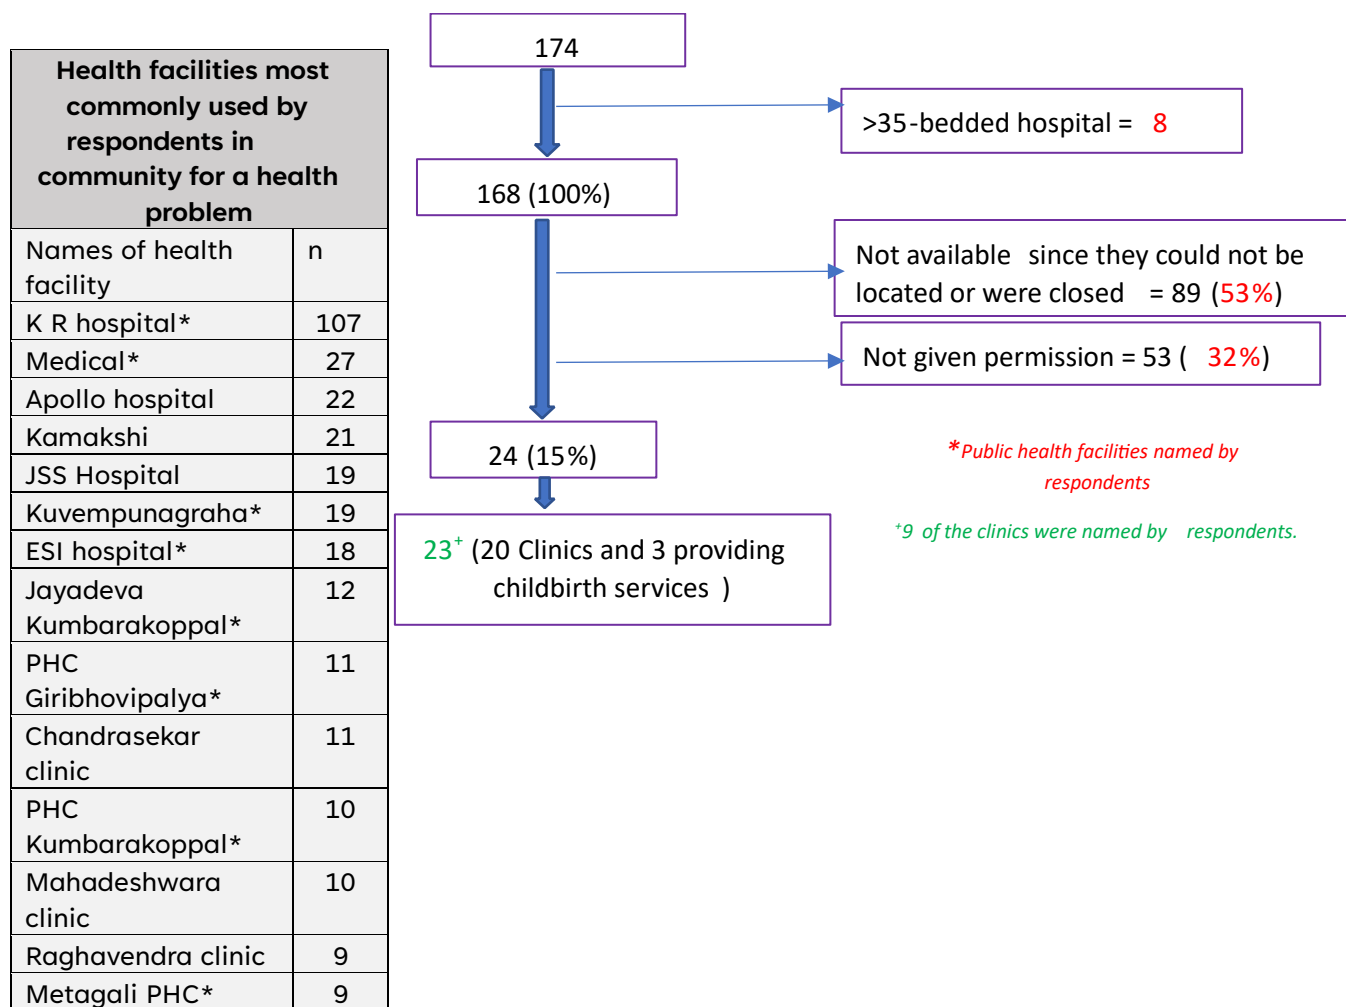 Health facilities most
commonly used by
respondents in
community for a health
problem
Names of health
facility
n
K R hospital* 107
Medical* 27
Apollo hospital 22
Kamakshi 21
JSS Hospital 19
Kuvempunagraha* 19
ESI hospital* 18
Jayadeva 12
Kumbarakoppal*
PHC 11
Giribhovipalya*
Chandrasekar 11
clinic
PHC 10
Kumbarakoppal*
Mahadeshwara 10
clinic
Raghavendra clinic 9
Metagali PHC* 9
174
>35-bedded hospital = 8
168 (100%)
Not available since they could not be
located or were closed = 89 (53%)
Not given permission = 53 ( 32%)
24 (15%)
23+ (20 Clinics and 3 providing
childbirth services )
*Public health facilities named by
respondents
+9 of the clinics were named by respondents.